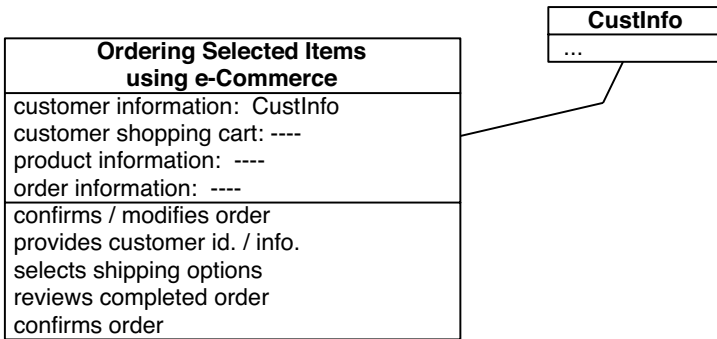 CustInfo
...
Ordering Selected Items
using e-Commerce
customer information:  CustInfo
customer shopping cart: ----
product information:  ----
order information:  ----
confirms / modifies order
provides customer id. / info.
selects shipping options
reviews completed order
confirms order